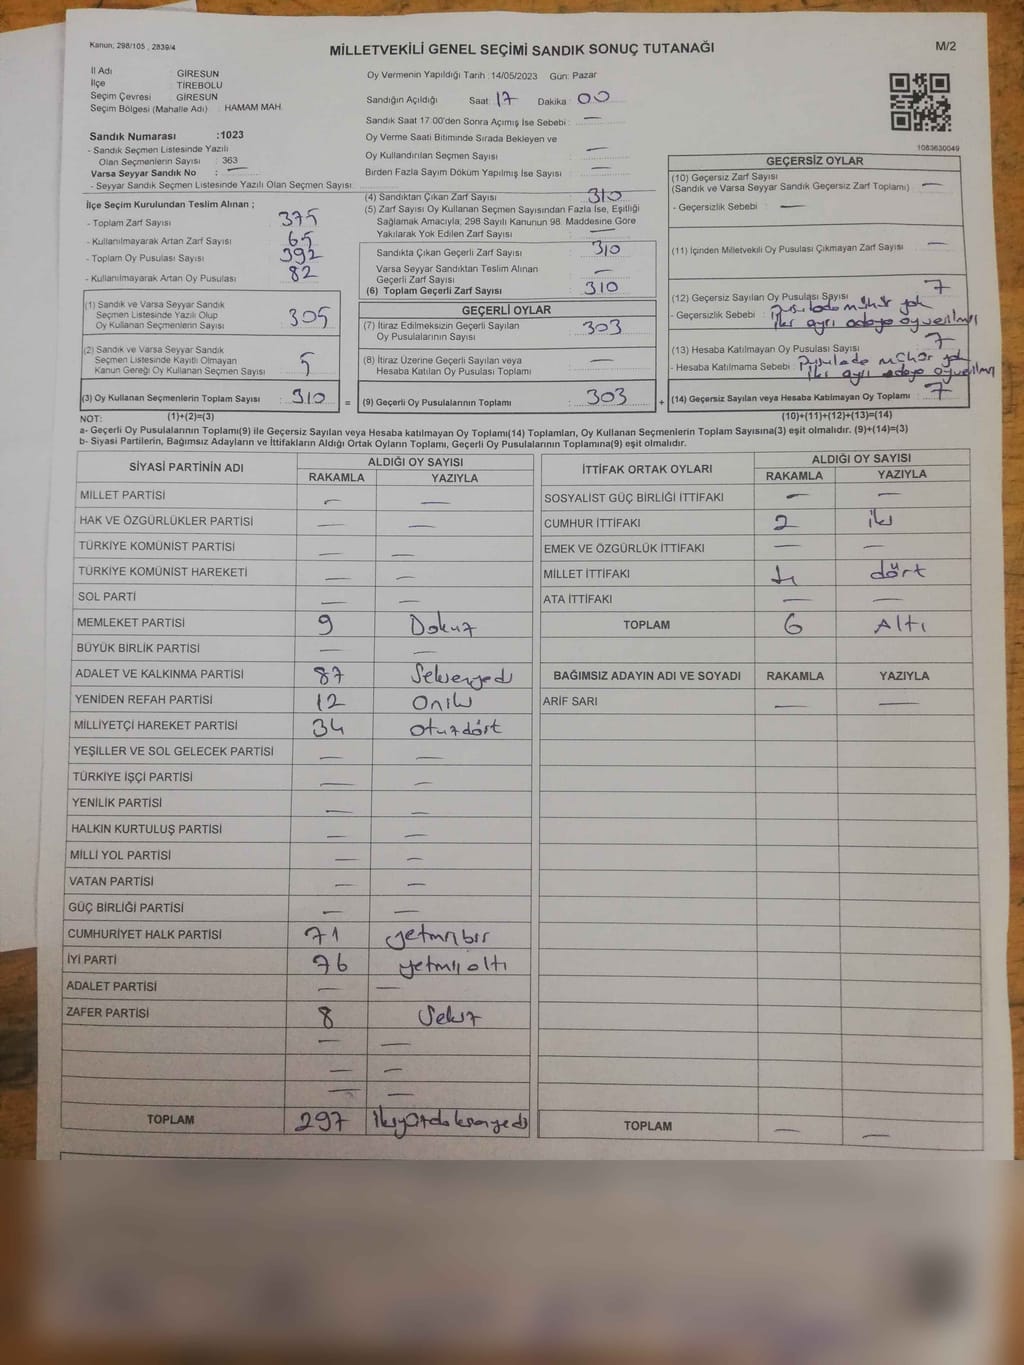 Kanun; 298/105 , 2839/4
MİLLETVEKİLİ GENEL SEÇİMİ SANDIK SONUÇ TUTANAĞI
M/2
İl Adı : GİRESUN
İlçe : TİREBOLU
Seçim Çevresi : GİRESUN
Seçim Bölgesi (Mahalle Adı) : HAMAM MAH.
Oy Vermenin Yapıldığı Tarih :14/05/2023 Gün: Pazar
Sandığın Açıldığı Saat: 17 Dakika : 00
Sandık Saat 17:00'den Sonra Açımış İse Sebebi : —
Oy Verme Saati Bitiminde Sırada Bekleyen ve
Oy Kullandırılan Seçmen Sayısı : —
Birden Fazla Sayım Döküm Yapılmış İse Sayısı : —
1083630049
Sandık Numarası :1023
- Sandık Seçmen Listesinde Yazılı
Olan Seçmenlerin Sayısı : 363
Varsa Seyyar Sandık No : —
- Seyyar Sandık Seçmen Listesinde Yazılı Olan Seçmen Sayısı:
İlçe Seçim Kurulundan Teslim Alınan ;
- Toplam Zarf Sayısı : 375
- Kullanılmayarak Artan Zarf Sayısı : 65
- Toplam Oy Pusulası Sayısı : 392
- Kullanılmayarak Artan Oy Pusulası : 82
(1) Sandık ve Varsa Seyyar Sandık
Seçmen Listesinde Yazılı Olup
Oy Kullanan Seçmenlerin Sayısı : 305
(2) Sandık ve Varsa Seyyar Sandık
Seçmen Listesinde Kayıtlı Olmayan
Kanun Gereği Oy Kullanan Seçmen Sayısı : 5
(3) Oy Kullanan Seçmenlerin Toplam Sayısı : 310 =
(4) Sandıktan Çıkan Zarf Sayısı : 310
(5) Zarf Sayısı Oy Kullanan Seçmen Sayısından Fazla İse, Eşitliği
Sağlamak Amacıyla; 298 Sayılı Kanunun 98. Maddesine Göre
Yakılarak Yok Edilen Zarf Sayısı : —
Sandıkta Çıkan Geçerli Zarf Sayısı : 310
Varsa Seyyar Sandıktan Teslim Alınan
Geçerli Zarf Sayısı : —
(6) Toplam Geçerli Zarf Sayısı : 310
GEÇERLİ OYLAR
(7) İtiraz Edilmeksizin Geçerli Sayılan
Oy Pusulalarının Sayısı : 303
(8) İtiraz Üzerine Geçerli Sayılan veya
Hesaba Katılan Oy Pusulası Toplamı : —
(9) Geçerli Oy Pusulalarının Toplamı : 303 +
GEÇERSİZ OYLAR
(10) Geçersiz Zarf Sayısı
(Sandık ve Varsa Seyyar Sandık Geçersiz Zarf Toplamı) : —
- Geçersizlik Sebebi : —
(11) İçinden Milletvekili Oy Pusulası Çıkmayan Zarf Sayısı : —
(12) Geçersiz Sayılan Oy Pusulası Sayısı : 7
- Geçersizlik Sebebi : Pusulada mühür yok
iki ayrı adaya oy verilmiş
(13) Hesaba Katılmayan Oy Pusulası Sayısı : 7
- Hesaba Katılmama Sebebi : Pusulada mühür yok
iki ayrı adaya oy verilmiş
(14) Geçersiz Sayılan veya Hesaba Katılmayan Oy Toplamı : 7
NOT: (1)+(2)=(3)
(10)+(11)+(12)+(13)=(14)
a- Geçerli Oy Pusulasının Toplamı(9) ile Geçersiz Sayılan veya Hesaba katılmayan Oy Toplamı(14) Toplamları, Oy Kullanan Seçmenlerin Toplam Sayısına(3) eşit olmalıdır. (9)+(14)=(3)
b- Siyasi Partilerin, Bağımsız Adayların ve İttifakların Aldığı Ortak Oyların Toplamı, Geçerli Oy Pusulalarının Toplamına(9) eşit olmalıdır.
SİYASİ PARTİNİN ADI
ALDIĞI OY SAYISI
RAKAMLA YAZIYLA
MİLLET PARTİSİ — —
HAK VE ÖZGÜRLÜKLER PARTİSİ — —
TÜRKİYE KOMÜNİST PARTİSİ — —
TÜRKİYE KOMÜNİST HAREKETİ — —
SOL PARTİ — —
MEMLEKET PARTİSİ 9 Dokuz
BÜYÜK BİRLİK PARTİSİ — —
ADALET VE KALKINMA PARTİSİ 87 Seksenyedi
YENİDEN REFAH PARTİSİ 12 Oniki
MİLLİYETÇİ HAREKET PARTİSİ 34 otuzdört
YEŞİLLER VE SOL GELECEK PARTİSİ — —
TÜRKİYE İŞÇİ PARTİSİ — —
YENİLİK PARTİSİ — —
HALKIN KURTULUŞ PARTİSİ — —
MİLLİ YOL PARTİSİ — —
VATAN PARTİSİ — —
GÜÇ BİRLİĞİ PARTİSİ — —
CUMHURİYET HALK PARTİSİ 71 yetmişbir
İYİ PARTİ 76 yetmişaltı
ADALET PARTİSİ — —
ZAFER PARTİSİ 8 Sekiz
— —
— —
— —
TOPLAM 297 ikiyüzdoksanyedi
İTTİFAK ORTAK OYLARI
ALDIĞI OY SAYISI
RAKAMLA YAZIYLA
SOSYALİST GÜÇ BİRLİĞİ İTTİFAKI — —
CUMHUR İTTİFAKI 2 iki
EMEK VE ÖZGÜRLÜK İTTİFAKI — —
MİLLET İTTİFAKI 4 dört
ATA İTTİFAKI — —
TOPLAM 6 Altı
BAĞIMSIZ ADAYIN ADI VE SOYADI RAKAMLA YAZIYLA
ARİF SARI — —
TOPLAM — —